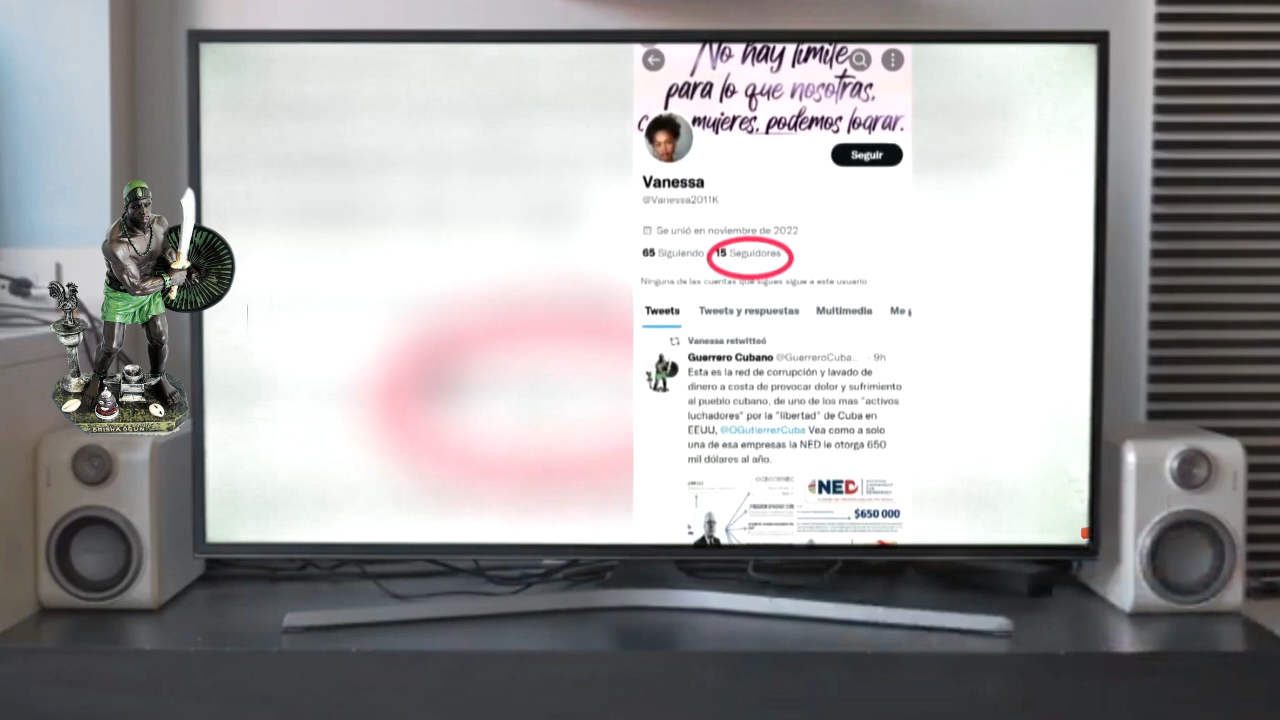 No hay límite
para lo que nosotras,
mujeres, podemos lograr.
Seguir
Vanessa
@Vanessa2011K
Se unió en noviembre de 2022
65 Siguiendo 15 Seguidores
Ninguna de las cuentas que sigues sigue a este usuario
Tweets Tweets y respuestas Multimedia Me
Vanessa retwitteó
Guerrero Cubano @GuerreroCuba... · 9h
Esta es la red de corrupción y lavado de
dinero a costa de provocar dolor y sufrimiento
al pueblo cubano, de uno de los mas "activos
luchadores" por la "libertad" de Cuba en
EEUU, @OGutierrezCuba Vea como a solo
una de esa empresas la NED le otorga 650
mil dólares al año.
NED
$650 000
ORISHA OGUN